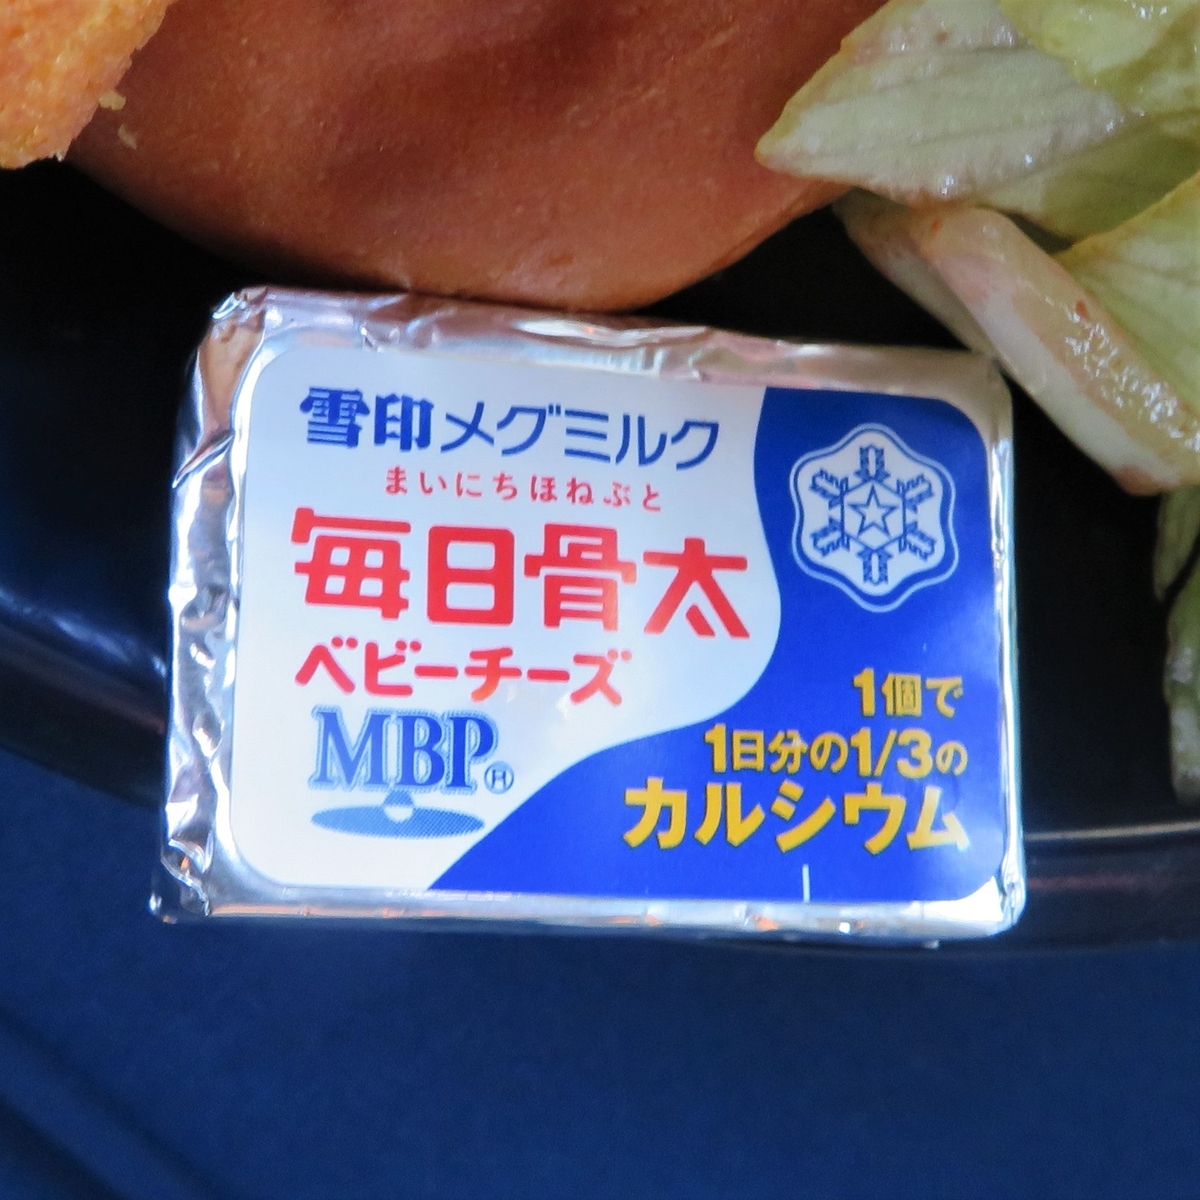 雪印メグミルク
まいにちほねぶと
毎日骨太
ベビーチーズ
MBP®
1個で
1日分の1/3の
カルシウム